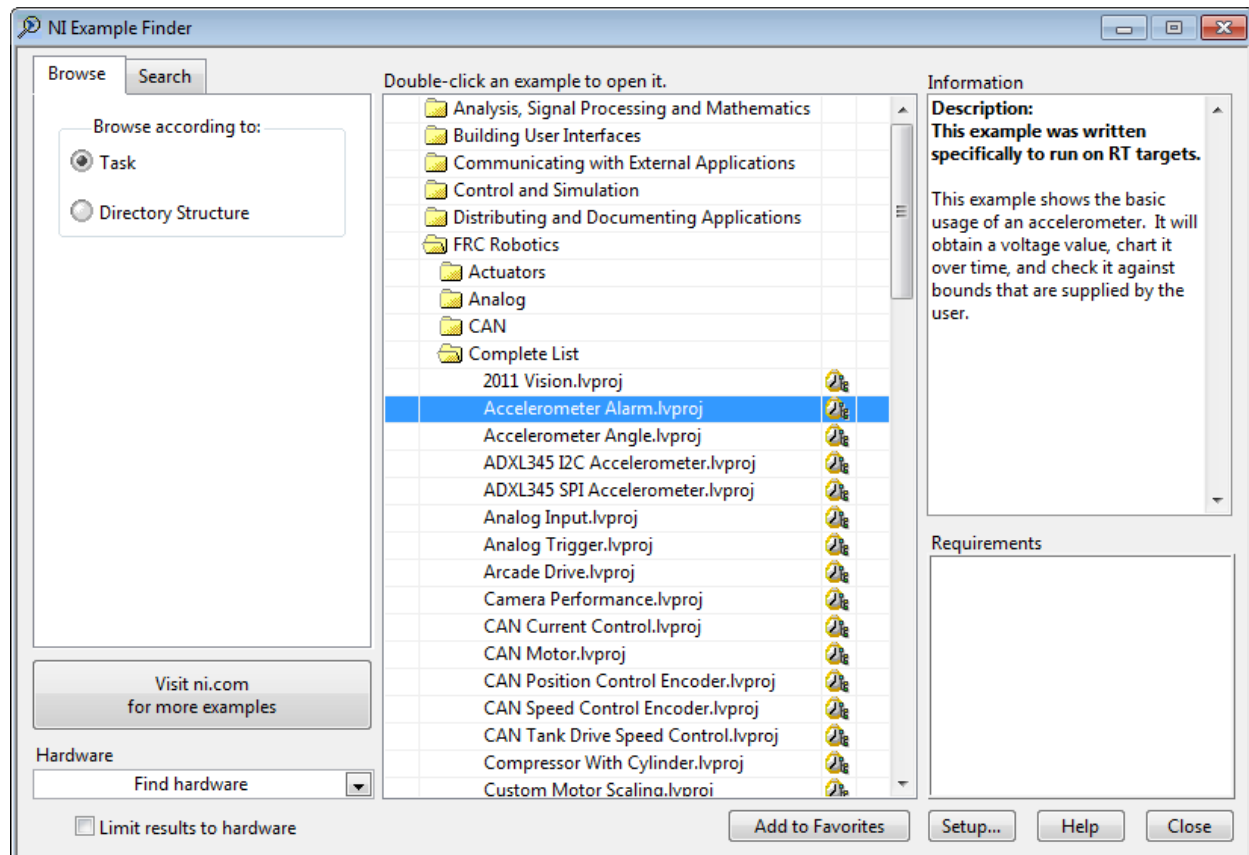 NI Example Finder
Browse
Search
Browse according to:
Task
Directory Structure
Visit ni.com
for more examples
Hardware
Find hardware
Limit results to hardware
Double-click an example to open it.
Analysis, Signal Processing and Mathematics
Building User Interfaces
Communicating with External Applications
Control and Simulation
Distributing and Documenting Applications
FRC Robotics
Actuators
Analog
CAN
Complete List
2011 Vision.lvproj
Accelerometer Alarm.lvproj
Accelerometer Angle.lvproj
ADXL345 I2C Accelerometer.lvproj
ADXL345 SPI Accelerometer.lvproj
Analog Input.lvproj
Analog Trigger.lvproj
Arcade Drive.lvproj
Camera Performance.lvproj
CAN Current Control.lvproj
CAN Motor.lvproj
CAN Position Control Encoder.lvproj
CAN Speed Control Encoder.lvproj
CAN Tank Drive Speed Control.lvproj
Compressor With Cylinder.lvproj
Custom Motor Scaling.lvproj
Information
Description:
This example was written
specifically to run on RT targets.
This example shows the basic
usage of an accelerometer. It will
obtain a voltage value, chart it
over time, and check it against
bounds that are supplied by the
user.
Requirements
Add to Favorites
Setup...
Help
Close